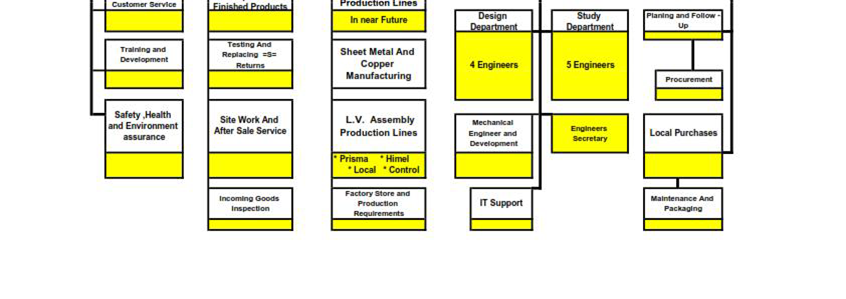 Customer Service
Finished Products
Production Lines
In near Future
Design
Department
Study
Department
Planing and Follow -
Up
Training and
Development
Testing And
Replacing =S=
Returns
Sheet Metal And
Copper
Manufacturing
4 Engineers
5 Engineers
Procurement
Safety ,Health
and Environment
assurance
Site Work And
After Sale Service
L.V. Assembly
Production Lines
* Prisma * Himel
* Local * Control
Mechanical
Engineer and
Development
Engineers
Secretary
Local Purchases
Incoming Goods
Inspection
Factory Store and
Production
Requirements
IT Support
Maintenance And
Packaging